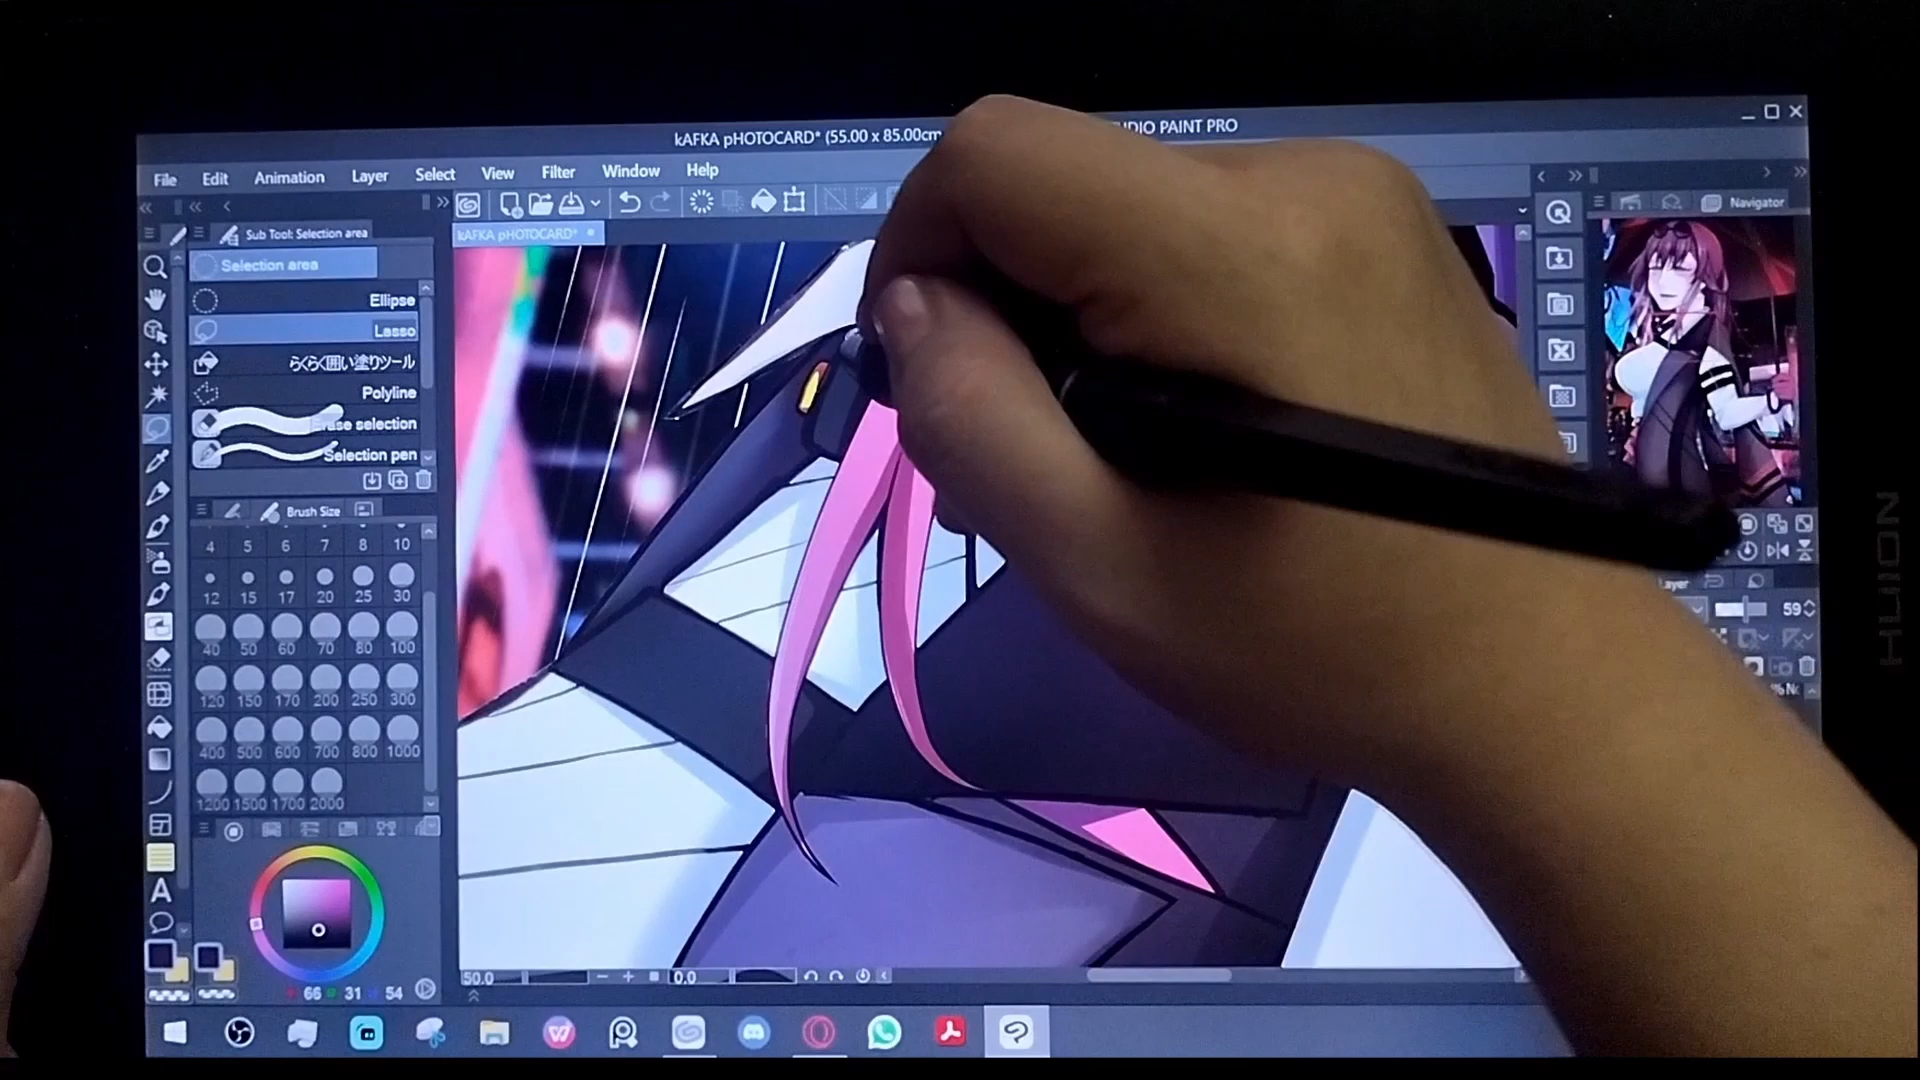 kAFKA pHOTOCARD* (55.00 x 85.00cm
DIO PAINT PRO
File Edit Animation Layer Select View Filter Window Help
Sub Tool: Selection area
kAFKA pHOTOCARD*
Navigator
Selection area
Ellipse
Lasso
らくらく囲い塗りツール
Polyline
ase selection
Selection pen
Brush Size
4 5 6 7 8 10
12 15 17 20 25 30
40 50 60 70 80 100
120 150 170 200 250 300
400 500 600 700 800 1000
1200 1500 1700 2000
A
66 31 54
50.0
0.0
ayer
59
HUION